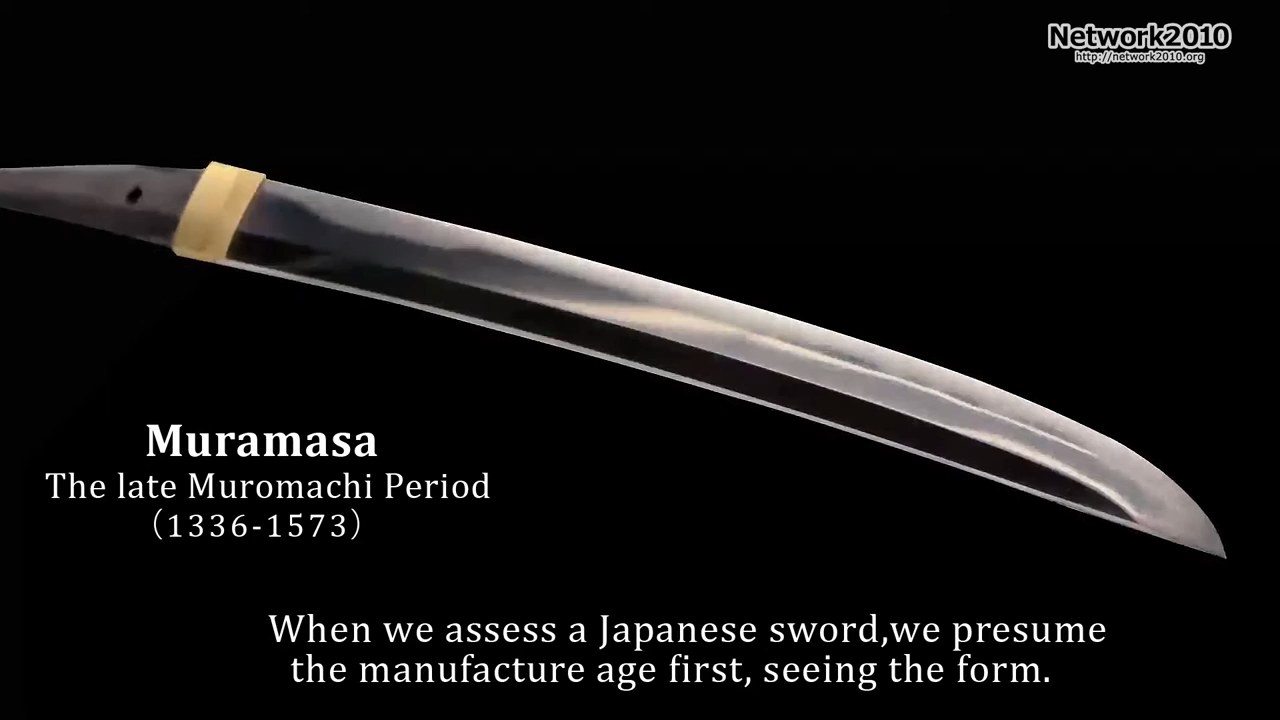 Network2010
http://network2010.org
Muramasa
The late Muromachi Period
（1336-1573）
When we assess a Japanese sword,we presume
the manufacture age first, seeing the form.